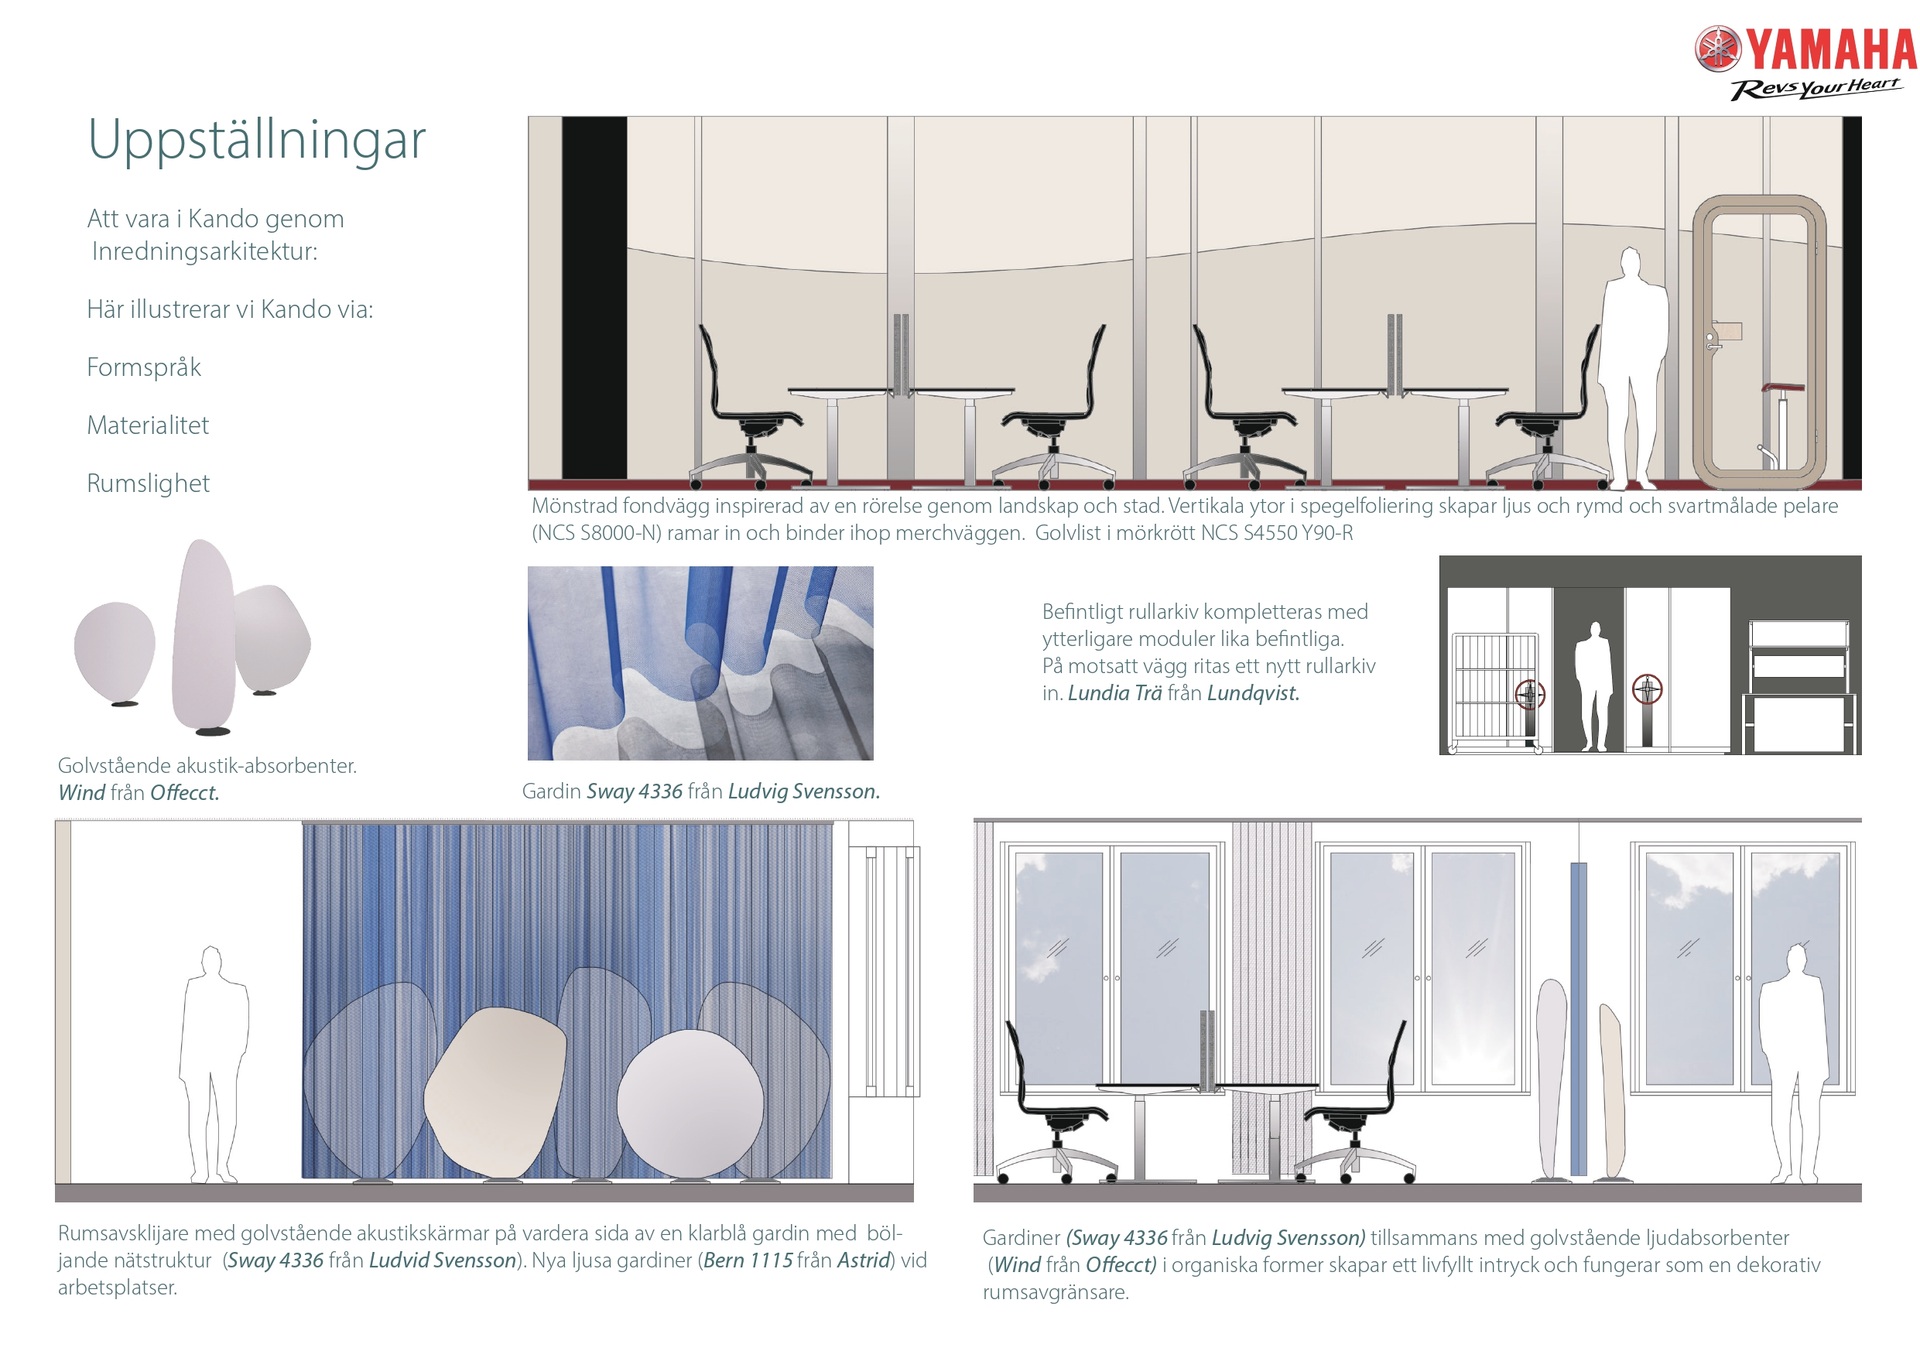 YAMAHA
Revs Your Heart
Uppställningar
Att vara i Kando genom
Inredningsarkitektur:
Här illustrerar vi Kando via:
Formspråk
Materialitet
Rumslighet
Mönstrad fondvägg inspirerad av en rörelse genom landskap och stad. Vertikala ytor i spegelfoliering skapar ljus och rymd och svartmålade pelare
(NCS S8000-N) ramar in och binder ihop merchväggen. Golvlist i mörkrött NCS S4550 Y90-R
Golvstående akustik-absorbenter.
Wind från Offecct.
Gardin Sway 4336 från Ludvig Svensson.
Befintligt rullarkiv kompletteras med
ytterligare moduler lika befintliga.
På motsatt vägg ritas ett nytt rullarkiv
in. Lundia Trä från Lundqvist.
Rumsavsklijare med golvstående akustikskärmar på vardera sida av en klarblå gardin med böl-
jande nätstruktur (Sway 4336 från Ludvid Svensson). Nya ljusa gardiner (Bern 1115 från Astrid) vid
arbetsplatser.
Gardiner (Sway 4336 från Ludvig Svensson) tillsammans med golvstående ljudabsorbenter
(Wind från Offecct) i organiska former skapar ett livfyllt intryck och fungerar som en dekorativ
rumsavgränsare.